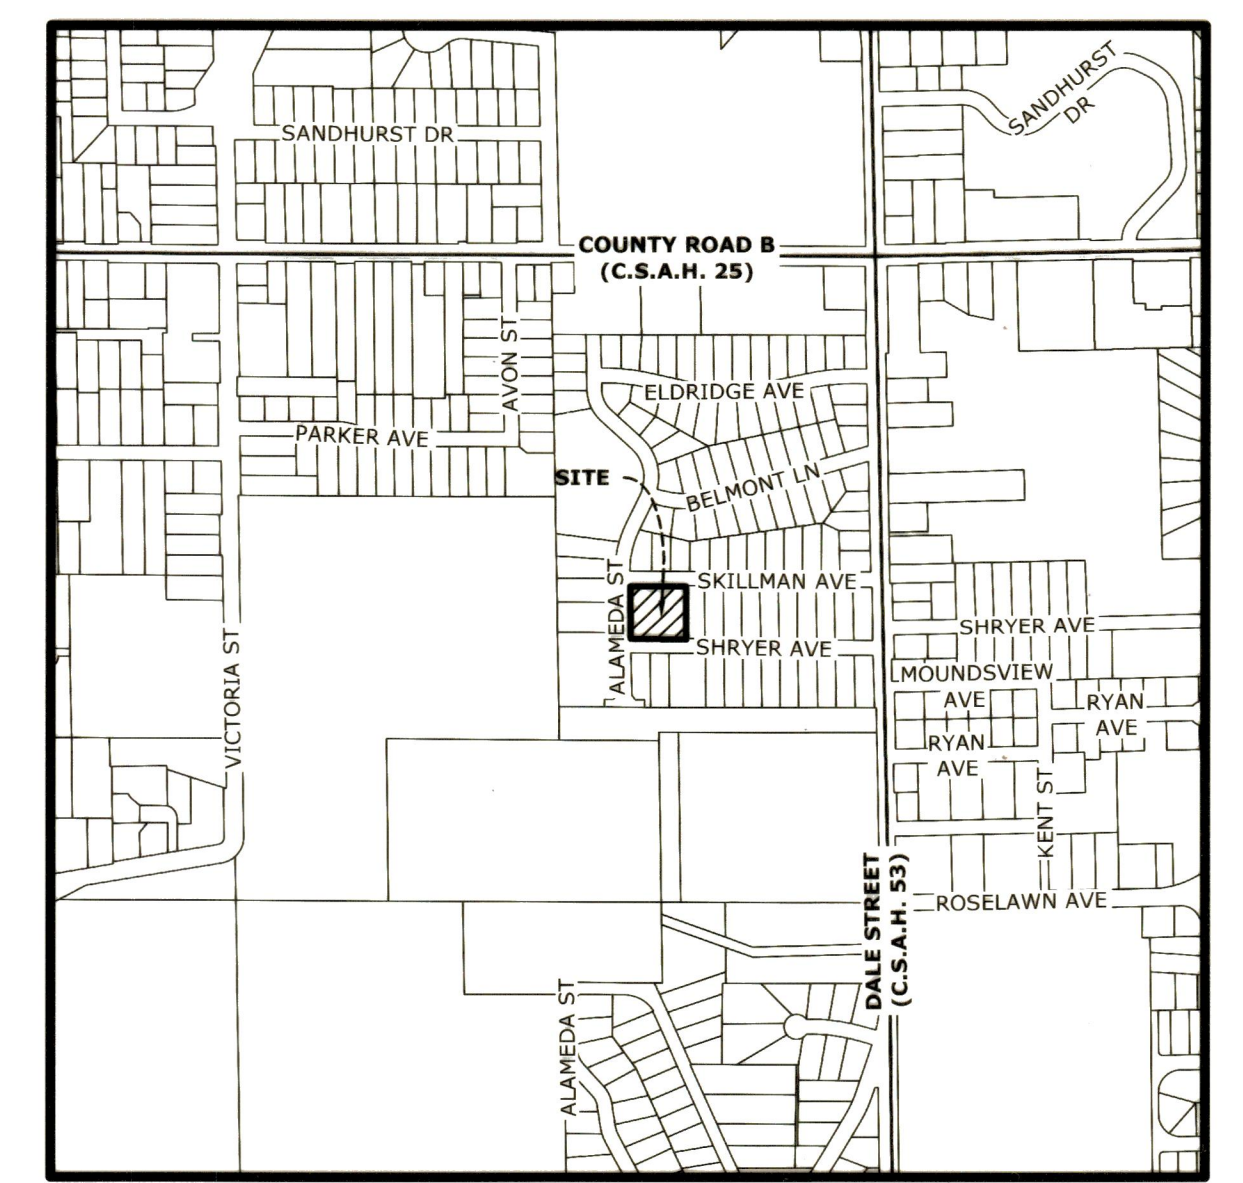 SANDHURST
DR
SANDHURST DR
COUNTY ROAD B
(C.S.A.H. 25)
AVON ST
ELDRIDGE AVE
PARKER AVE
SITE
BELMONT LN
ALAMEDA ST
SKILLMAN AVE
SHRYER AVE
SHRYER AVE
VICTORIA ST
MOUNDSVIEW
AVE
RYAN
AVE
RYAN
AVE
KENT ST
DALE STREET
(C.S.A.H. 53)
ROSELAWN AVE
ALAMEDA ST